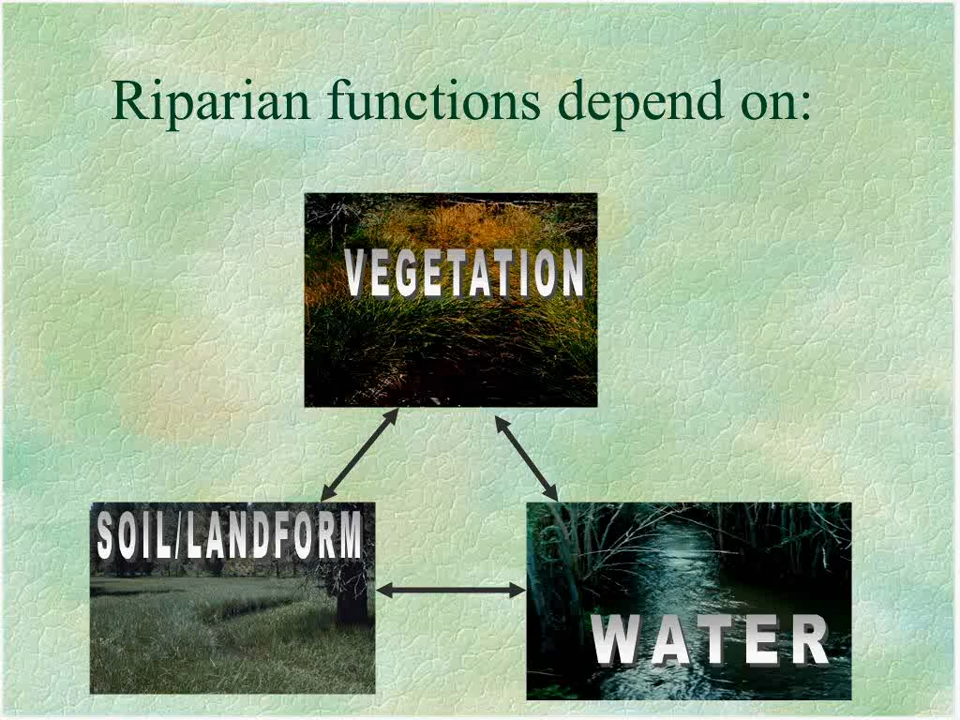 Riparian functions depend on:
VEGETATION
SOIL/LANDFORM
WATER